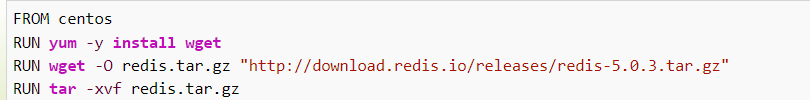 FROM centos
RUN yum -y install wget
RUN wget -O redis.tar.gz "http://download.redis.io/releases/redis-5.0.3.tar.gz"
RUN tar -xvf redis.tar.gz